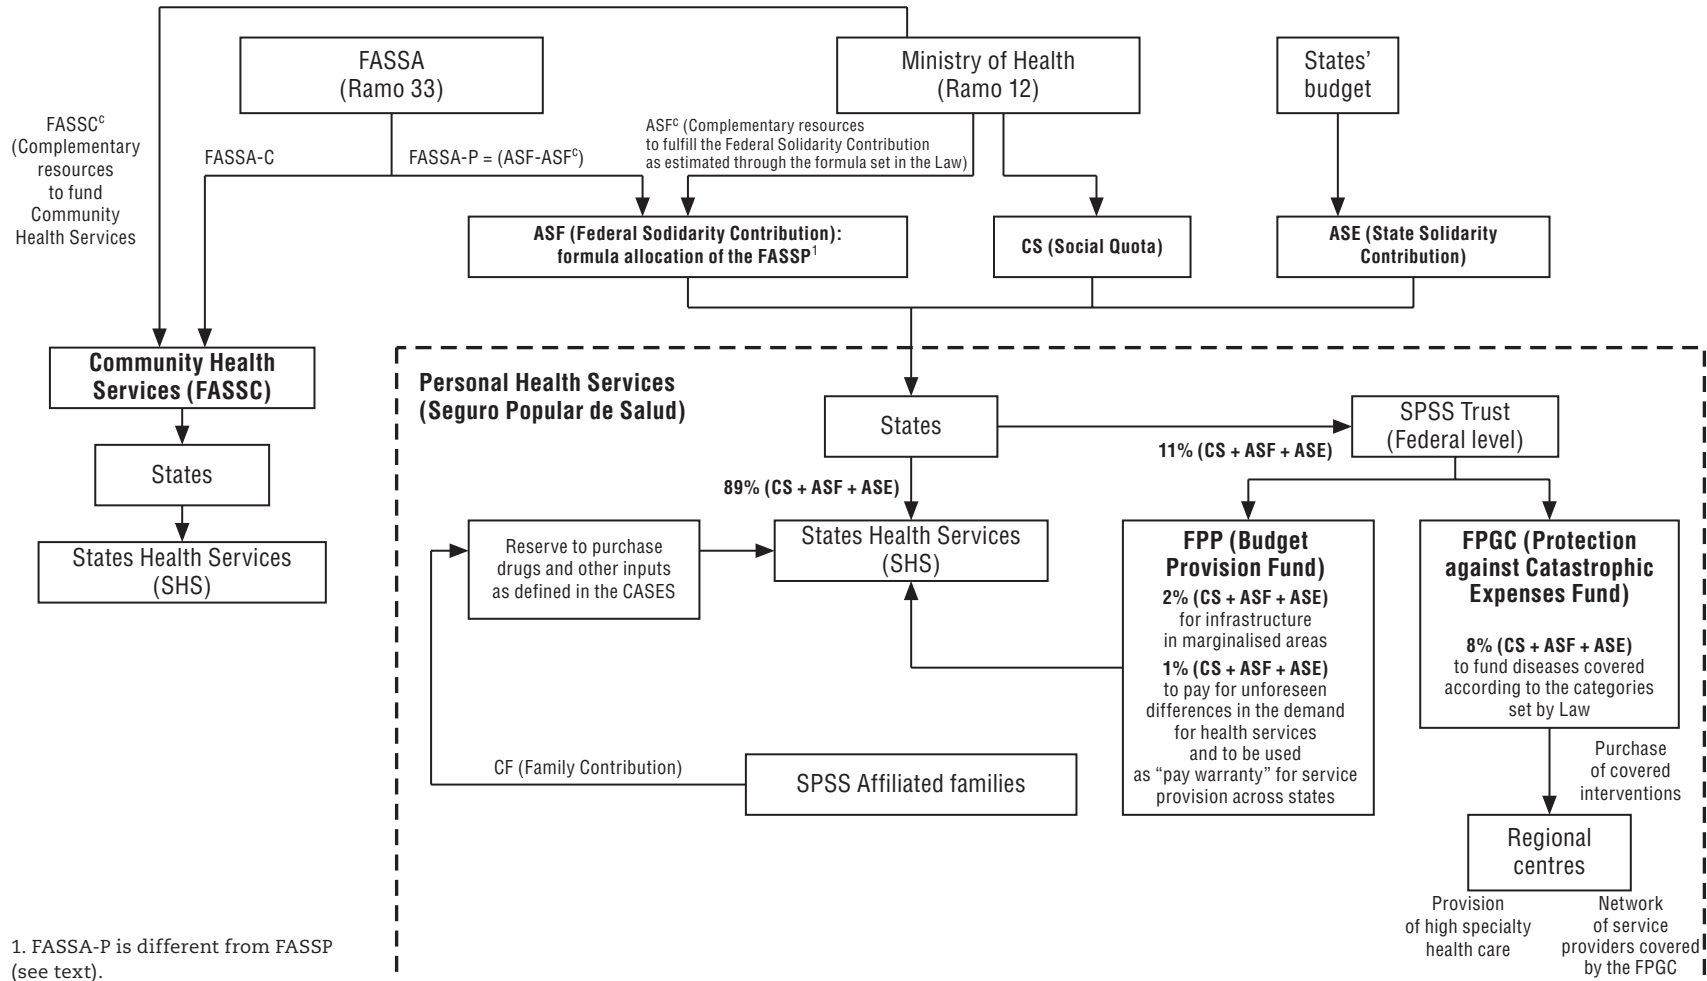 FASSA
(Ramo 33)
Ministry of Health
(Ramo 12)
States'
budget
FASSCᶜ
(Complementary
resources
to fund
Community
Health Services
FASSA-C
FASSA-P = (ASF-ASFᶜ)
ASFᶜ (Complementary resources
to fulfill the Federal Solidarity Contribution
as estimated through the formula set in the Law)
ASF (Federal Sodidarity Contribution):
formula allocation of the FASSP¹
CS (Social Quota)
ASE (State Solidarity
Contribution)
Community Health
Services (FASSC)
States
States Health Services
(SHS)
Personal Health Services
(Seguro Popular de Salud)
States
SPSS Trust
(Federal level)
11% (CS + ASF + ASE)
89% (CS + ASF + ASE)
Reserve to purchase
drugs and other inputs
as defined in the CASES
States Health Services
(SHS)
FPP (Budget
Provision Fund)
2% (CS + ASF + ASE)
for infrastructure
in marginalised areas
1% (CS + ASF + ASE)
to pay for unforeseen
differences in the demand
for health services
and to be used
as “pay warranty” for service
provision across states
FPGC (Protection
against Catastrophic
Expenses Fund)
8% (CS + ASF + ASE)
to fund diseases covered
according to the categories
set by Law
CF (Family Contribution)
SPSS Affiliated families
Purchase
of covered
interventions
Regional
centres
Provision
of high specialty
health care
Network
of service
providers covered
by the FPGC
1. FASSA-P is different from FASSP
(see text).